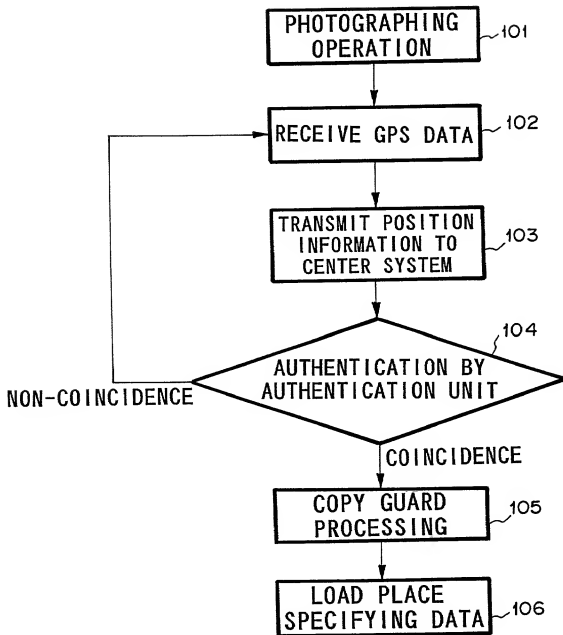 PHOTOGRAPHING
OPERATION
101
RECEIVE GPS DATA
102
TRANSMIT POSITION
INFORMATION TO
CENTER SYSTEM
103
104
AUTHENTICATION BY
AUTHENTICATION UNIT
NON-COINCIDENCE
COINCIDENCE
COPY GUARD
PROCESSING
105
LOAD PLACE
SPECIFYING DATA
106